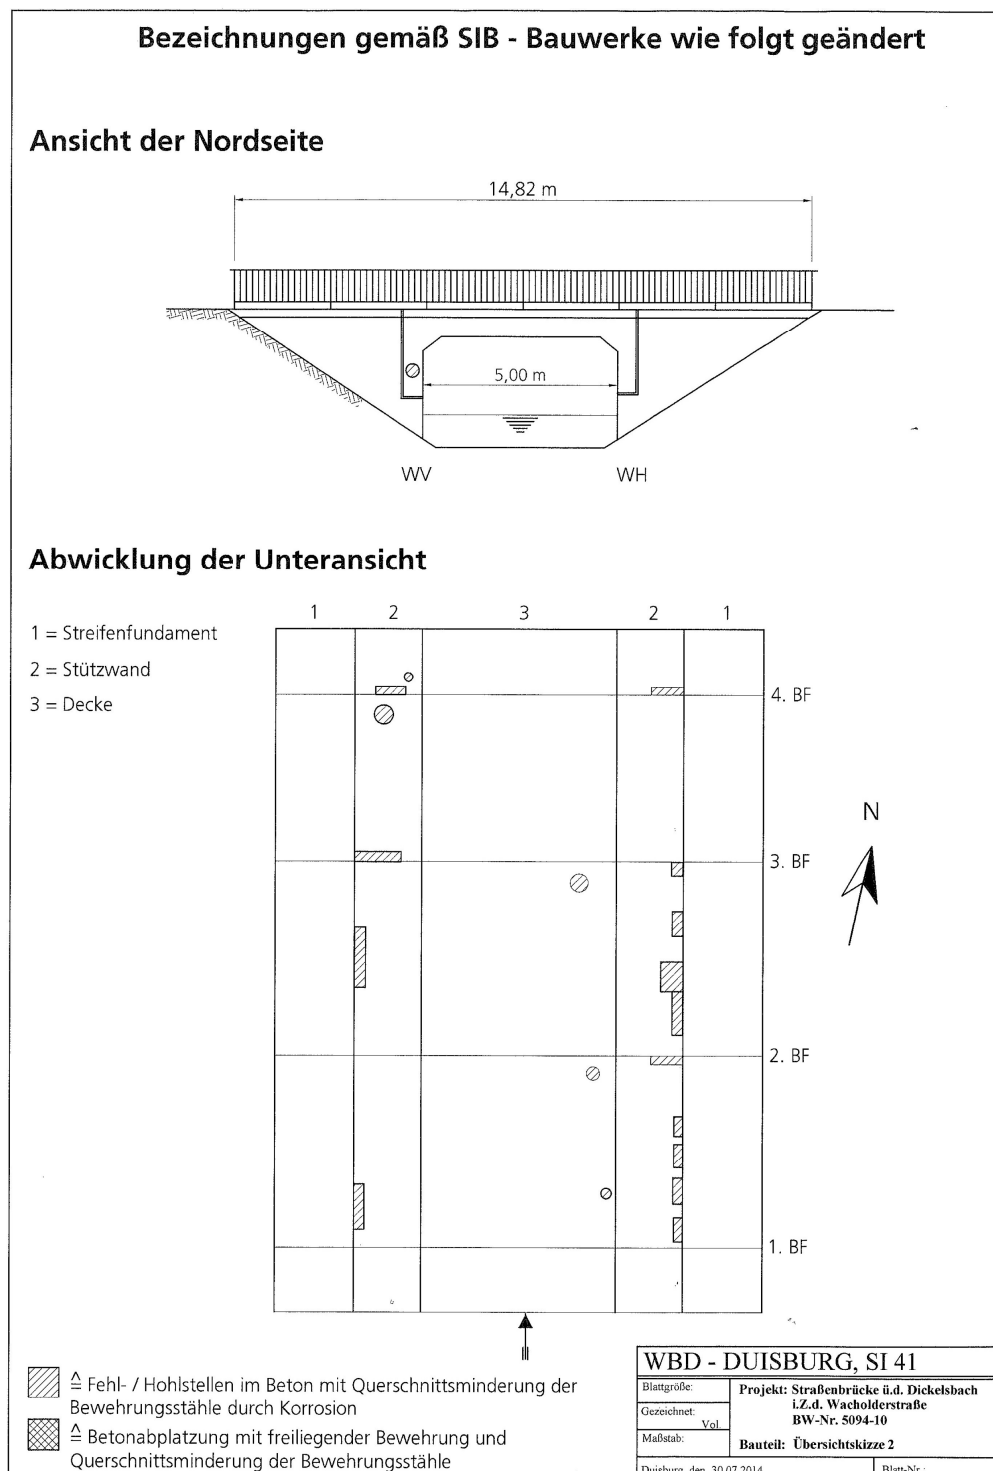 Bezeichnungen gemäß SIB - Bauwerke wie folgt geändert
Ansicht der Nordseite
14,82 m
5,00 m
WV
WH
Abwicklung der Unteransicht
1 = Streifenfundament
2 = Stützwand
3 = Decke
1 2 3 2 1
4. BF
3. BF
2. BF
1. BF
N
≙ Fehl- / Hohlstellen im Beton mit Querschnittsminderung der
Bewehrungsstähle durch Korrosion
≙ Betonabplatzung mit freiliegender Bewehrung und
Querschnittsminderung der Bewehrungsstähle
WBD - DUISBURG, SI 41
Blattgröße:
Gezeichnet:
Vol.
Maßstab:
Projekt: Straßenbrücke ü.d. Dickelsbach
i.Z.d. Wacholderstraße
BW-Nr. 5094-10
Bauteil: Übersichtskizze 2
Duisburg, den 30.07.2014
Blatt-Nr.: